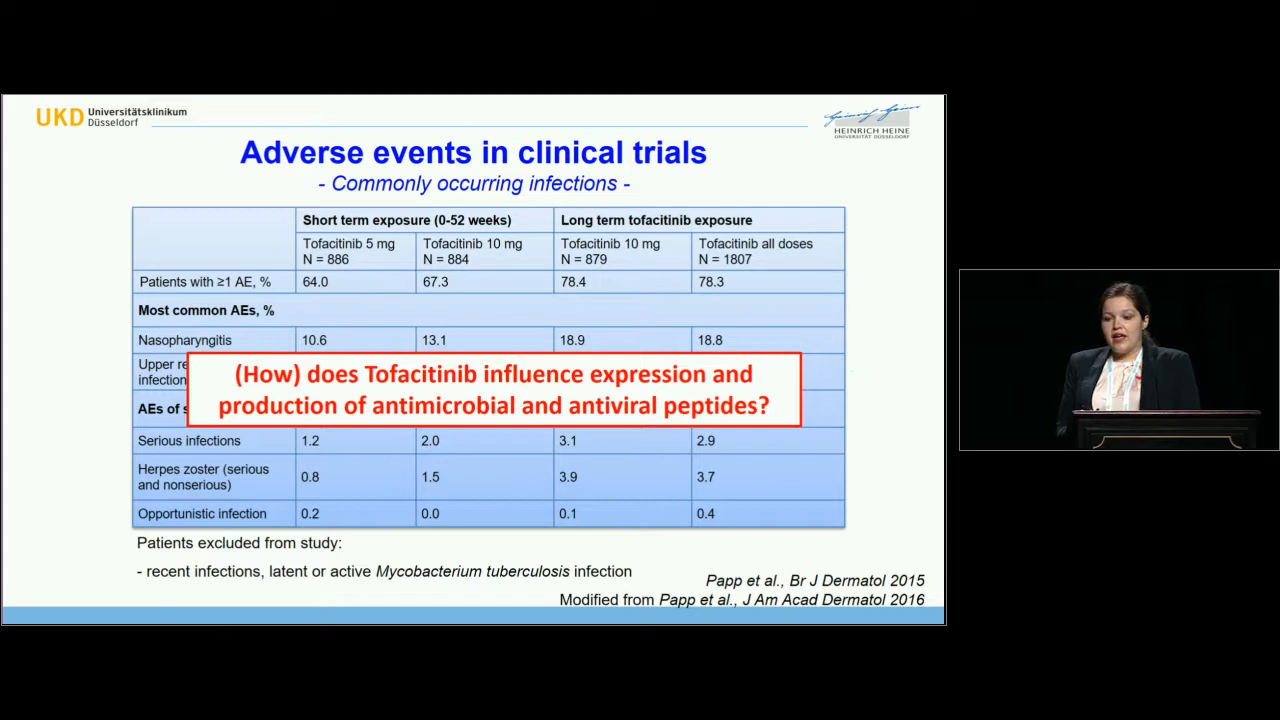 UKD Universitätsklinikum
Düsseldorf
HEINRICH HEINE
UNIVERSITÄT DÜSSELDORF
Adverse events in clinical trials
- Commonly occurring infections -
Short term exposure (0-52 weeks) Long term tofacitinib exposure
Tofacitinib 5 mg Tofacitinib 10 mg Tofacitinib 10 mg Tofacitinib all doses
N = 886 N = 884 N = 879 N = 1807
Patients with ≥1 AE, % 64.0 67.3 78.4 78.3
Most common AEs, %
Nasopharyngitis 10.6 13.1 18.9 18.8
Upper re
infection
(How) does Tofacitinib influence expression and
production of antimicrobial and antiviral peptides?
AEs of s
Serious infections 1.2 2.0 3.1 2.9
Herpes zoster (serious
and nonserious) 0.8 1.5 3.9 3.7
Opportunistic infection 0.2 0.0 0.1 0.4
Patients excluded from study:
- recent infections, latent or active Mycobacterium tuberculosis infection
Papp et al., Br J Dermatol 2015
Modified from Papp et al., J Am Acad Dermatol 2016